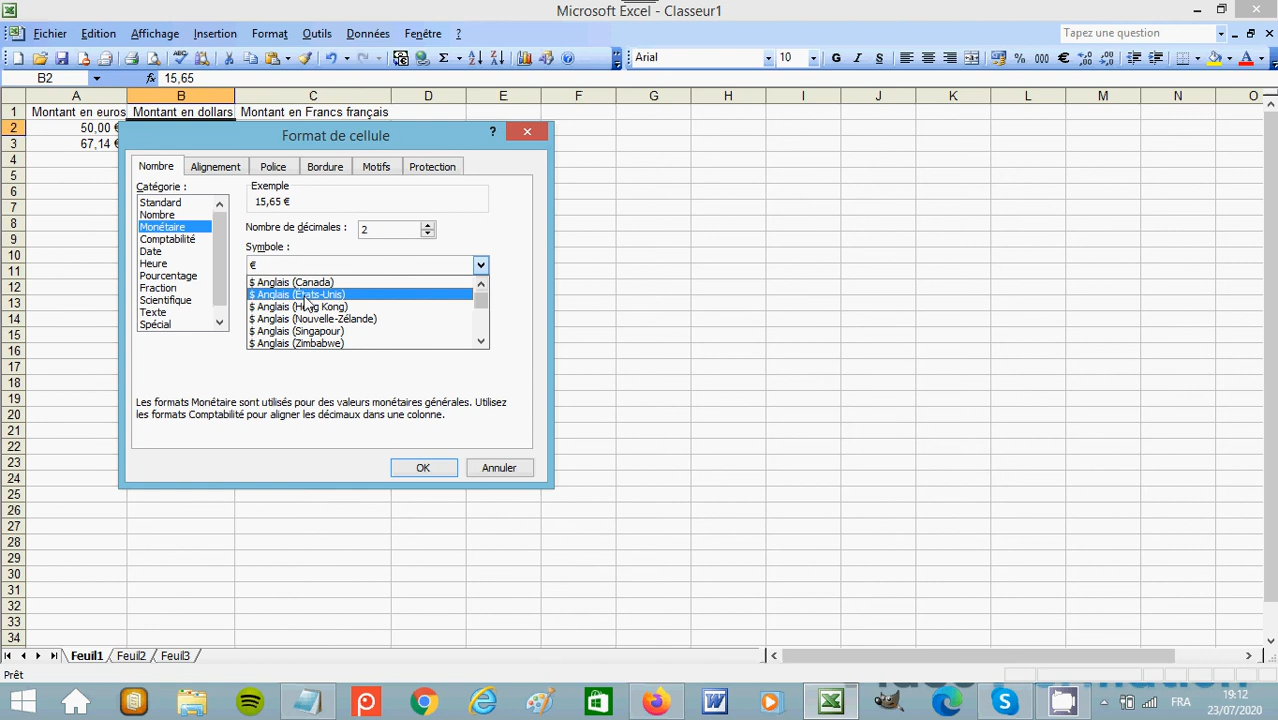 Microsoft Excel - Classeur1
Fichier Edition Affichage Insertion Format Outils Données Fenêtre ? Tapez une question
Arial 10 G I S % 000 €
B2 fx 15,65
A B C D E F G H I J K L M N O
1 Montant en euros Montant en dollars Montant en Francs français
2 50,00 €
3 67,14 €
4
5
6
7
8
9
10
11
12
13
14
15
16
17
18
19
20
21
22
23
24
25
26
27
28
29
30
31
32
33
34
Format de cellule ?
Nombre Alignement Police Bordure Motifs Protection
Catégorie :
Standard
Nombre
Monétaire
Comptabilité
Date
Heure
Pourcentage
Fraction
Scientifique
Texte
Spécial
Exemple
15,65 €
Nombre de décimales : 2
Symbole :
€
$ Anglais (Canada)
$ Anglais (États-Unis)
$ Anglais (Hong Kong)
$ Anglais (Nouvelle-Zélande)
$ Anglais (Singapour)
$ Anglais (Zimbabwe)
Les formats Monétaire sont utilisés pour des valeurs monétaires générales. Utilisez
les formats Comptabilité pour aligner les décimaux dans une colonne.
OK Annuler
Feuil1 Feuil2 Feuil3
Prêt
FRA
19:12
23/07/2020